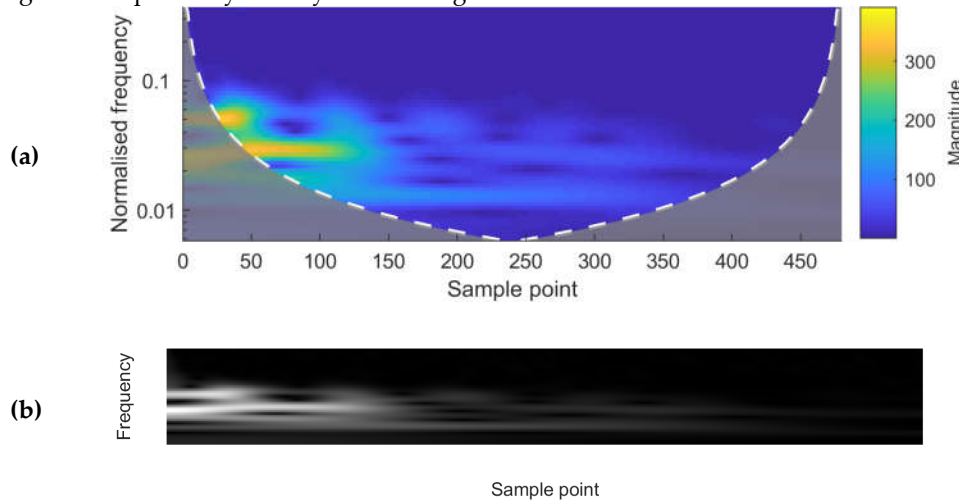 (a)
Normalised frequency
0.1
0.01
0 50 100 150 200 250 300 350 400 450
Sample point
300
200
100
Magnitude
(b)
Frequency
Sample point